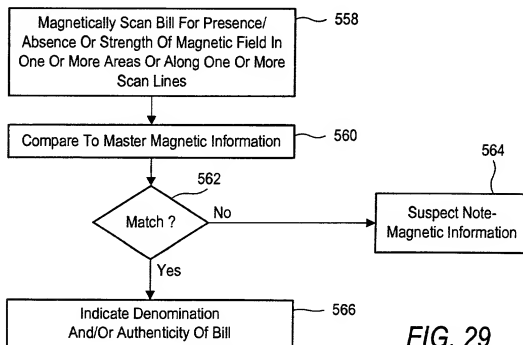 Magnetically Scan Bill For Presence/
Absence Or Strength Of Magnetic Field In
One Or More Areas Or Along One Or More
Scan Lines
558
Compare To Master Magnetic Information
560
562
Match ?
No
564
Suspect Note-
Magnetic Information
Yes
566
Indicate Denomination
And/Or Authenticity Of Bill
FIG. 29